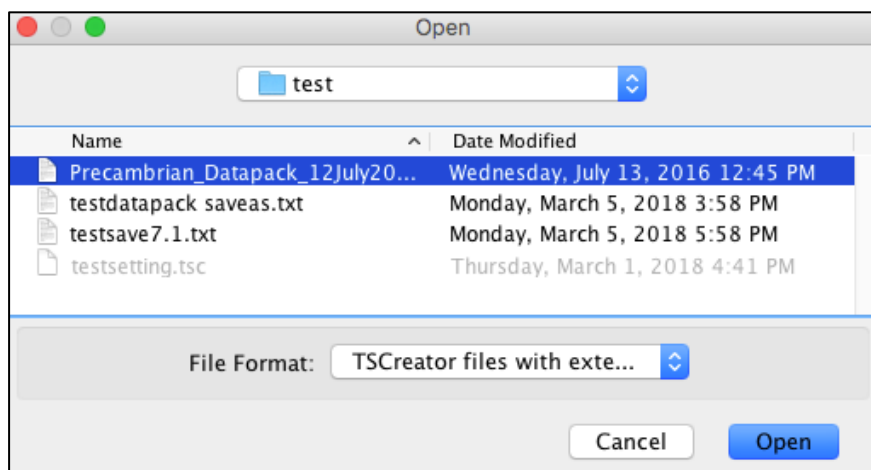 Open
test
Name Date Modified
Precambrian_Datapack_12July20... Wednesday, July 13, 2016 12:45 PM
testdatapack saveas.txt Monday, March 5, 2018 3:58 PM
testsave7.1.txt Monday, March 5, 2018 5:58 PM
testsetting.tsc Thursday, March 1, 2018 4:41 PM
File Format: TSCreator files with exte...
Cancel Open